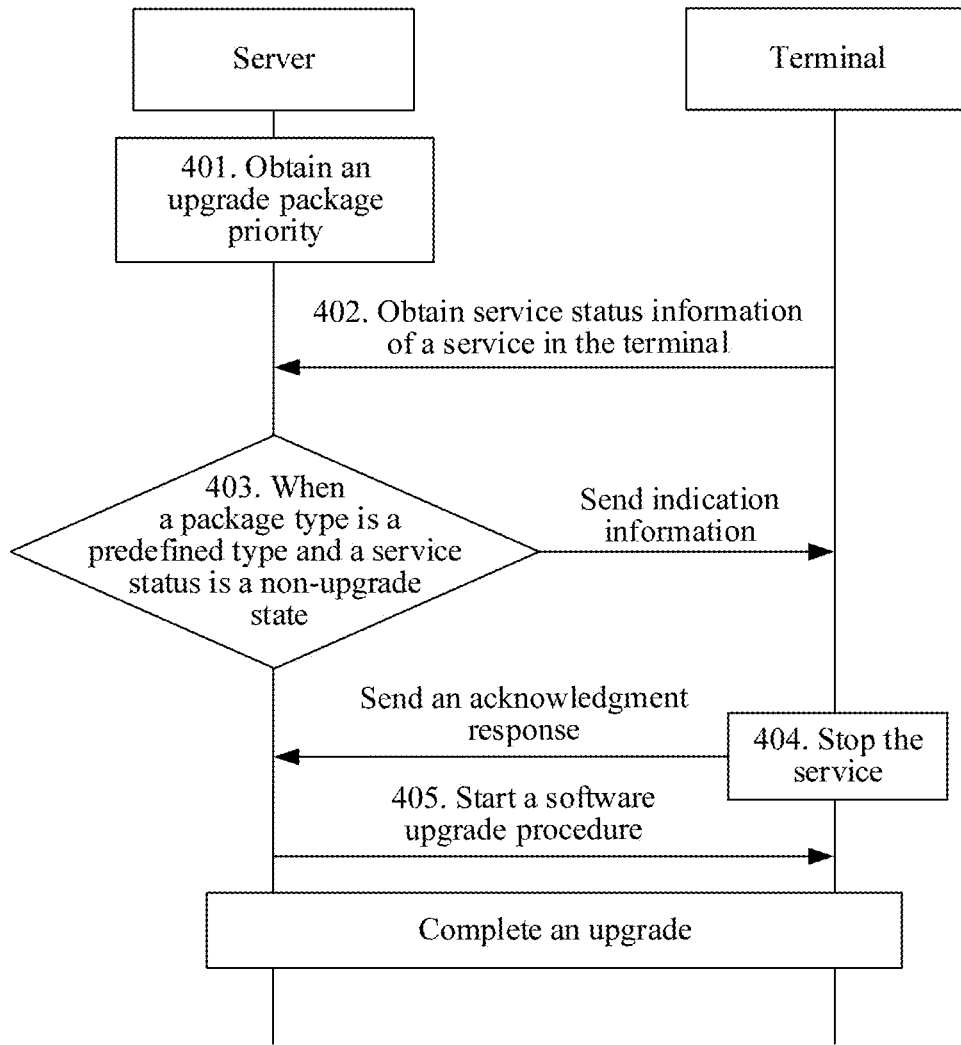 Server
Terminal
401. Obtain an
upgrade package
priority
402. Obtain service status information
of a service in the terminal
403. When
a package type is a
predefined type and a service
status is a non-upgrade
state
Send indication
information
Send an acknowledgment
response
404. Stop the
service
405. Start a software
upgrade procedure
Complete an upgrade